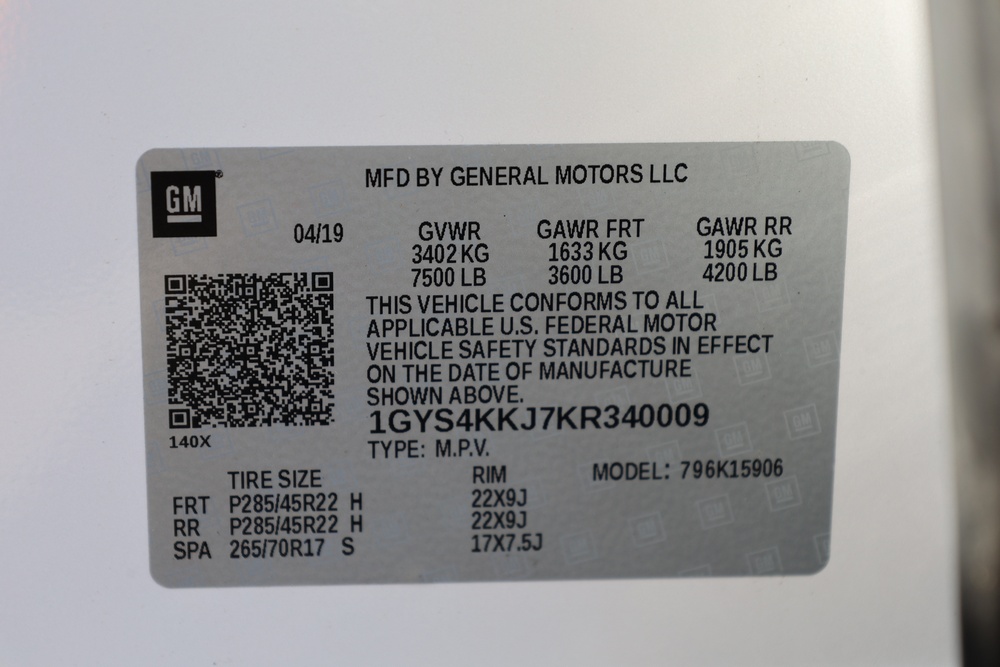 MFD BY GENERAL MOTORS LLC
GM®
04/19 GVWR GAWR FRT GAWR RR
3402 KG 1633 KG 1905 KG
7500 LB 3600 LB 4200 LB
THIS VEHICLE CONFORMS TO ALL
APPLICABLE U.S. FEDERAL MOTOR
VEHICLE SAFETY STANDARDS IN EFFECT
ON THE DATE OF MANUFACTURE
SHOWN ABOVE.
1GYS4KKJ7KR340009
140X
TYPE: M.P.V.
TIRE SIZE RIM MODEL: 796K15906
FRT P285/45R22 H 22X9J
RR P285/45R22 H 22X9J
SPA 265/70R17 S 17X7.5J